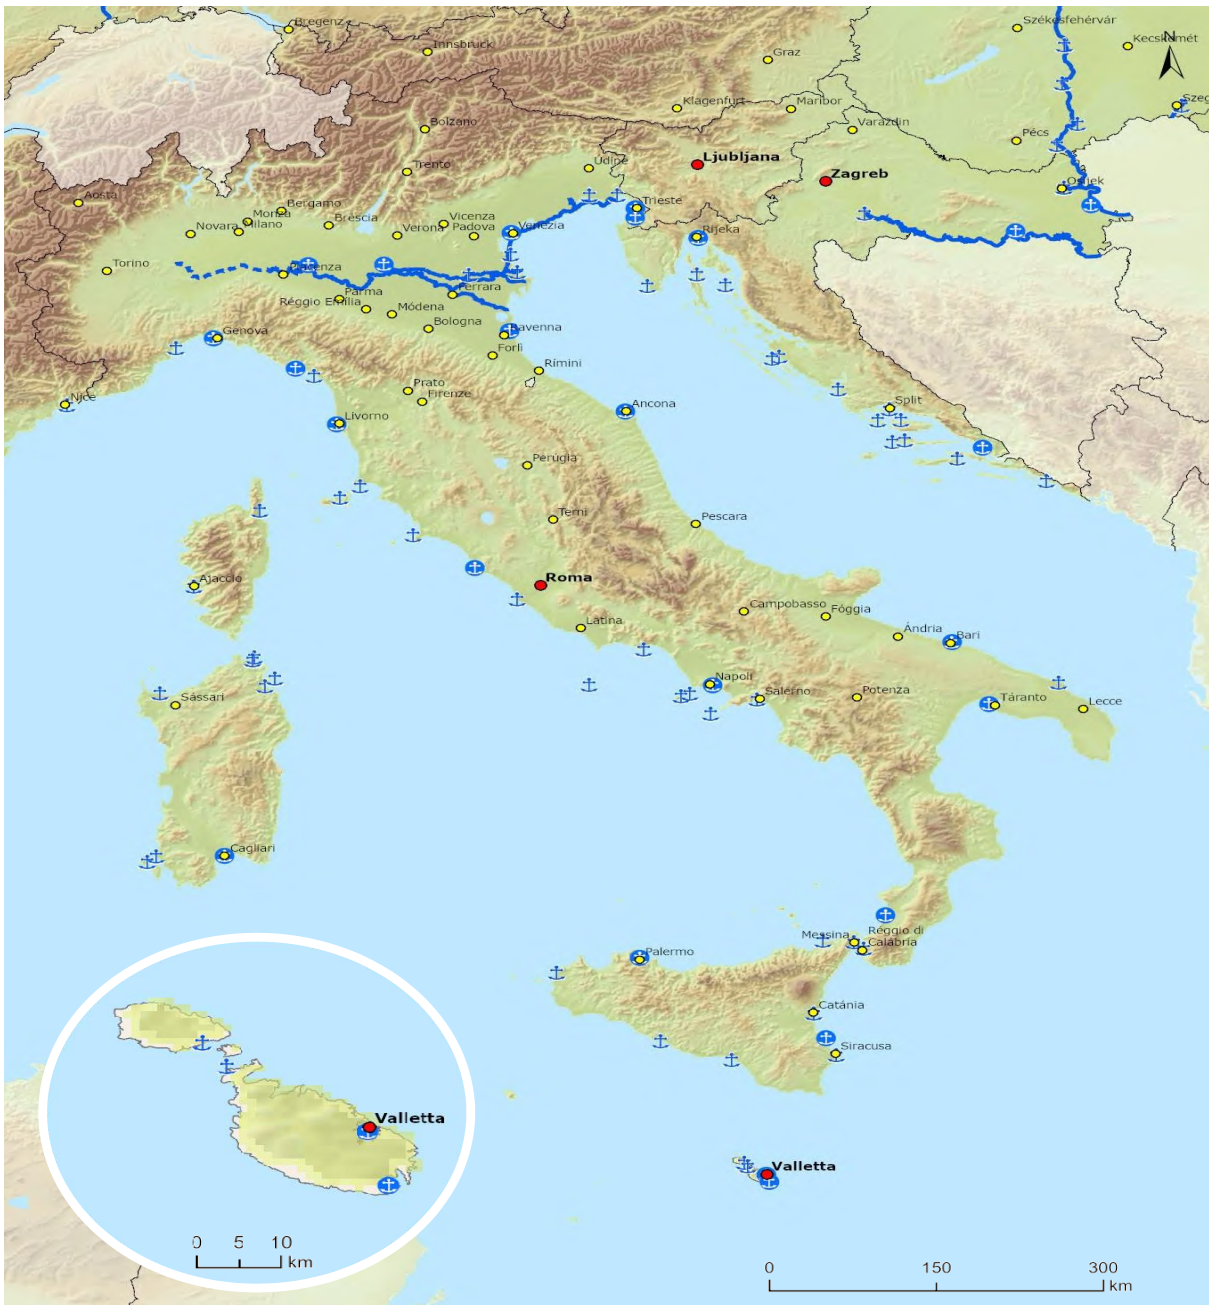 Bregenz
Székesfehérvár
N
Kecskemét
Innsbruck
Graz
Szeg
Klagenfurt
Maribor
Varazdin
Bolzano
Pécs
Ljubljana
Udine
Trento
Zagreb
Osijek
Aosta
Trieste
Bergamo
Monza
Milano
Novara
Bréscia
Vicenza
Verona
Padova
Venezia
Rijeka
Torino
Piacenza
Parma
Ferrara
Réggio Emília
Módena
Bologna
Ravenna
Genova
Forlì
Rímini
Prato
Firenze
Nice
Livorno
Ancona
Split
Perugia
Terni
Pescara
Ajaccio
Roma
Campobasso
Fóggia
Latina
Ándria
Bari
Sássari
Napoli
Salerno
Potenza
Táranto
Lecce
Cagliari
Messina
Réggio di
Calábria
Palermo
Catánia
Siracusa
Valletta
Valletta
0 5 10
km
0 150 300
km